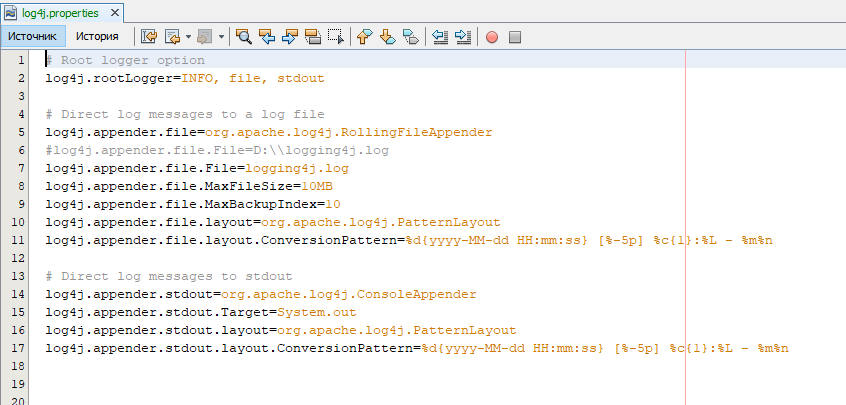 log4j.properties
Источник История
1 # Root logger option
2 log4j.rootLogger=INFO, file, stdout
3
4 # Direct log messages to a log file
5 log4j.appender.file=org.apache.log4j.RollingFileAppender
6 #log4j.appender.file.File=D:\\logging4j.log
7 log4j.appender.file.File=logging4j.log
8 log4j.appender.file.MaxFileSize=10MB
9 log4j.appender.file.MaxBackupIndex=10
10 log4j.appender.file.layout=org.apache.log4j.PatternLayout
11 log4j.appender.file.layout.ConversionPattern=%d{yyyy-MM-dd HH:mm:ss} [%-5p] %c{1}:%L - %m%n
12
13 # Direct log messages to stdout
14 log4j.appender.stdout=org.apache.log4j.ConsoleAppender
15 log4j.appender.stdout.Target=System.out
16 log4j.appender.stdout.layout=org.apache.log4j.PatternLayout
17 log4j.appender.stdout.layout.ConversionPattern=%d{yyyy-MM-dd HH:mm:ss} [%-5p] %c{1}:%L - %m%n
18
19
20